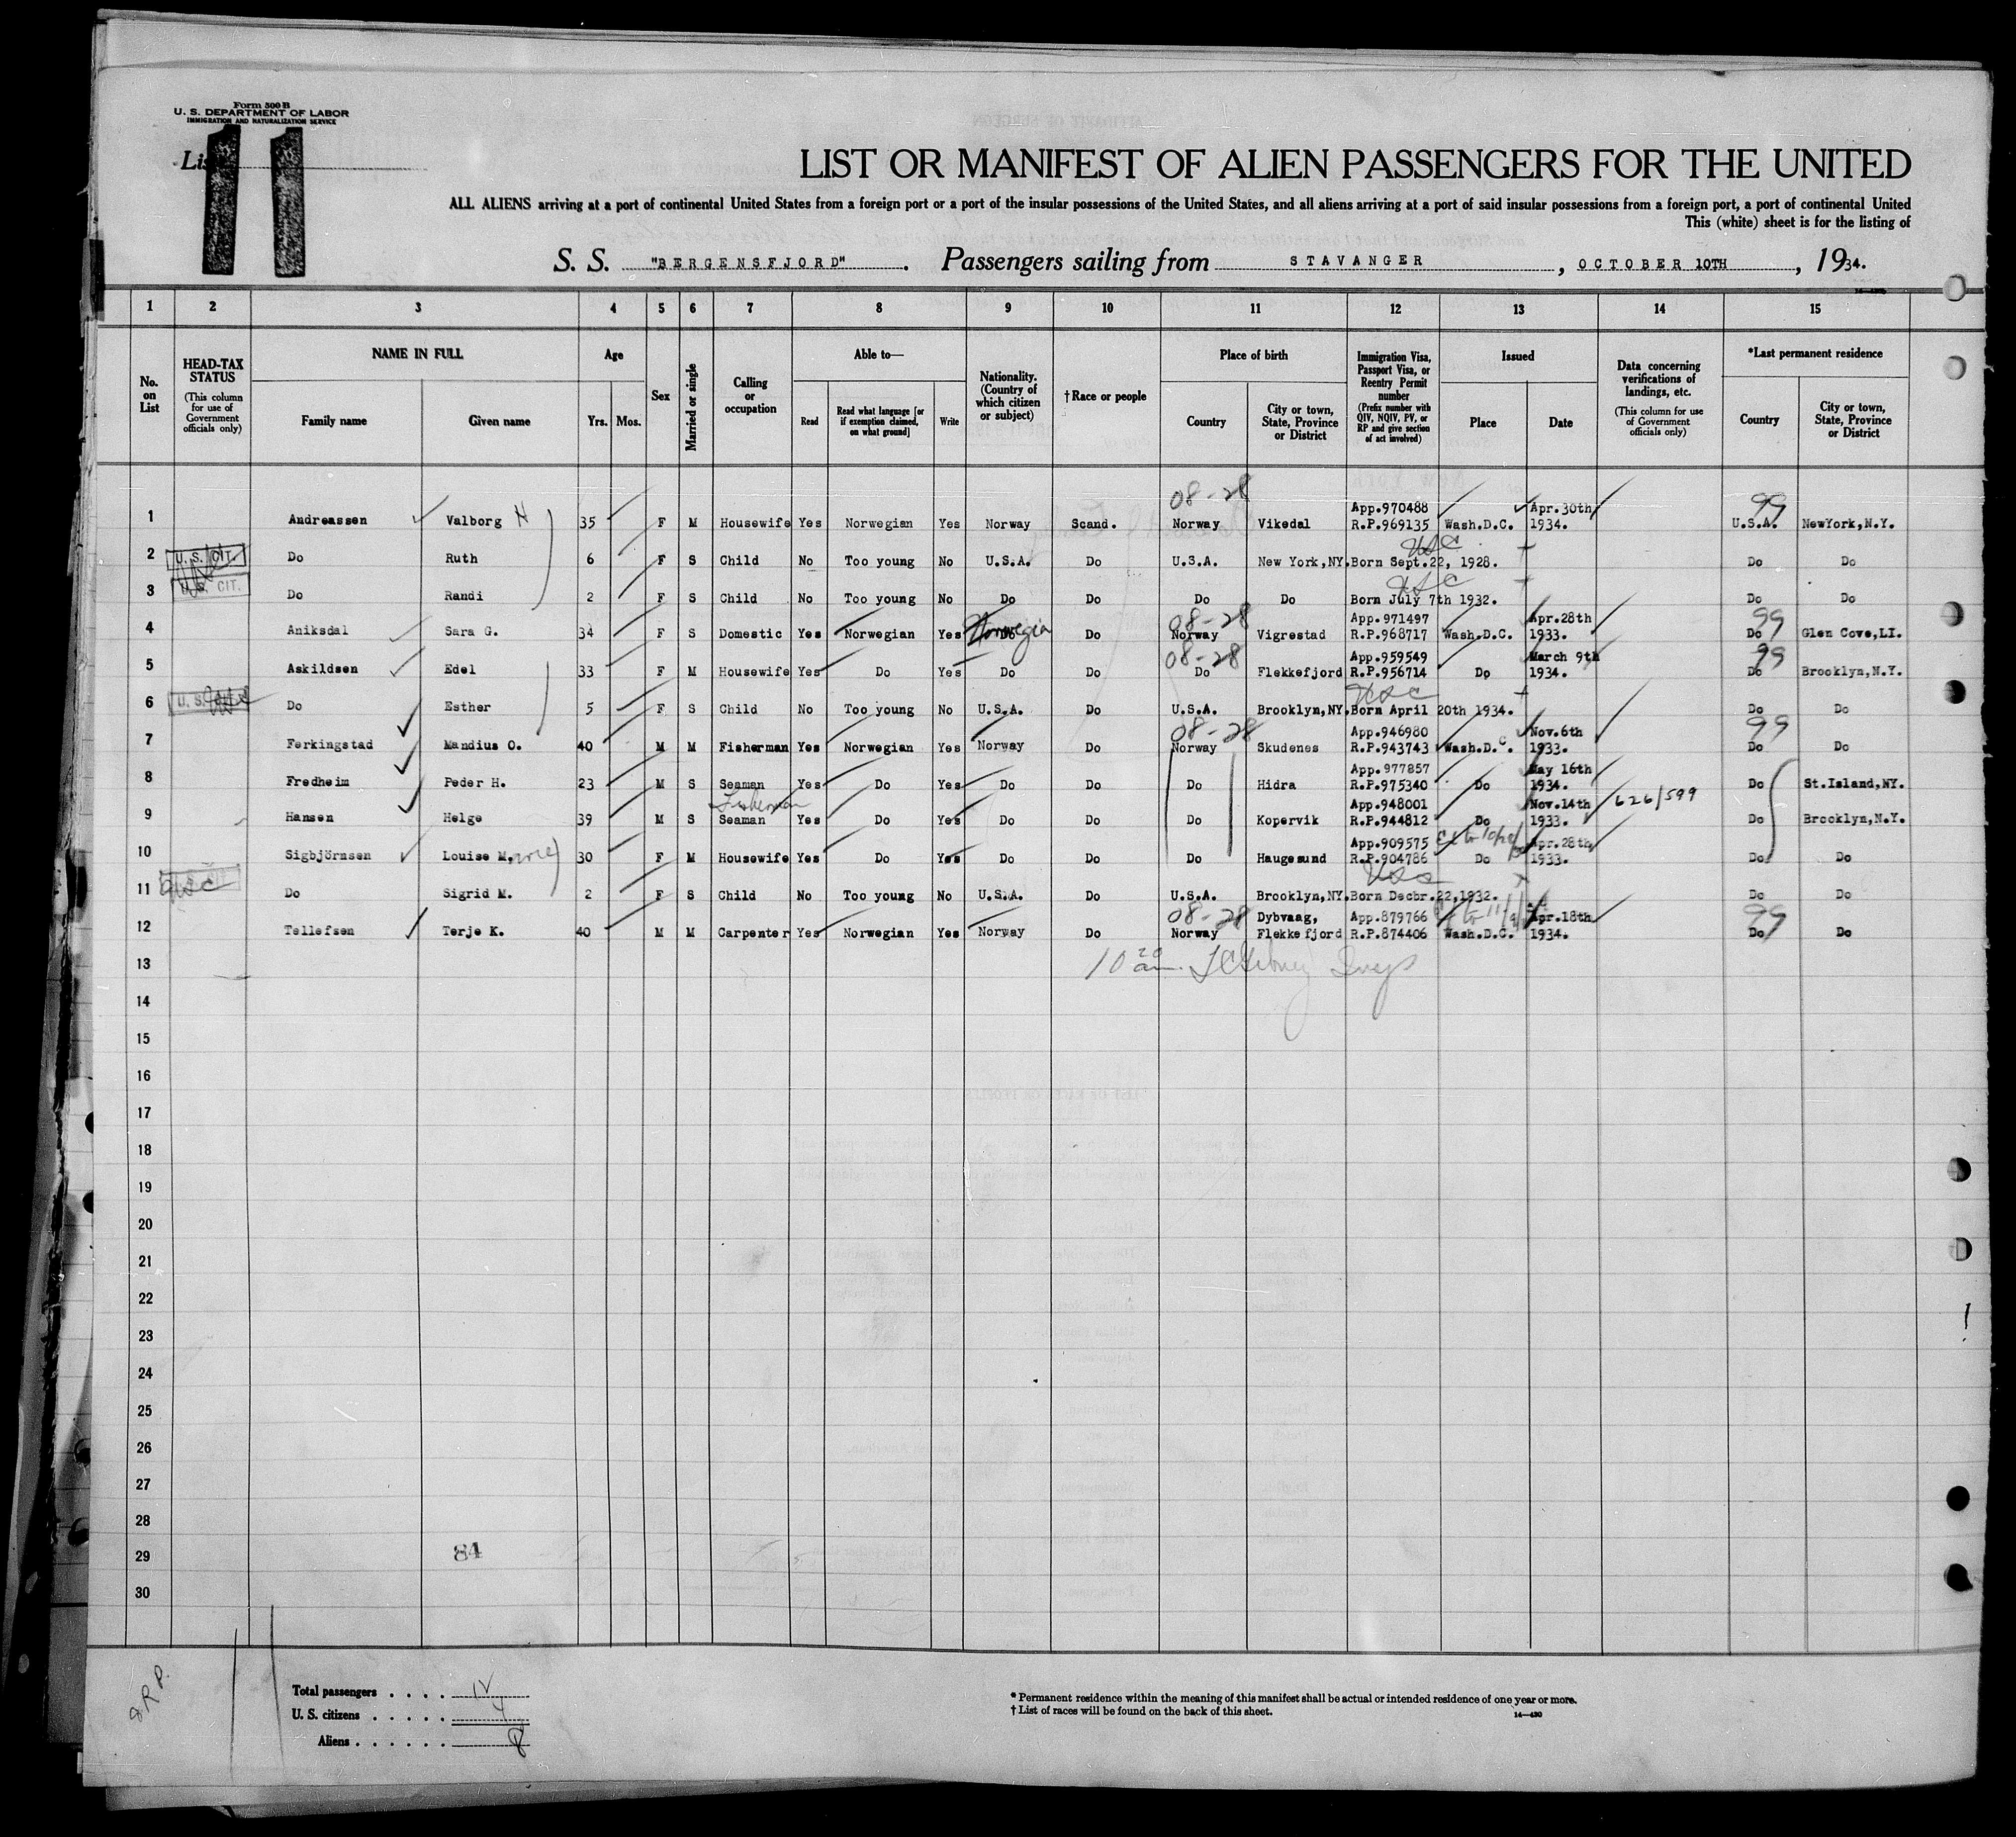 Form 500 B
U. S. DEPARTMENT OF LABOR
IMMIGRATION AND NATURALIZATION SERVICE
11
LIST OR MANIFEST OF ALIEN PASSENGERS FOR THE UNITED
ALL ALIENS arriving at a port of continental United States from a foreign port or a port of the insular possessions of the United States, and all aliens arriving at a port of said insular possessions from a foreign port, a port of continental United
This (white) sheet is for the listing of
S. S. "BERGENSFJORD". Passengers sailing from STAVANGER, OCTOBER 10TH, 1934.
1 2 3 4 5 6 7 8 9 10 11 12 13 14 15
No. on List
HEAD-TAX STATUS (This column for use of Government officials only)
NAME IN FULL
Family name Given name
Age
Yrs. Mos.
Sex
Married or single
Calling or occupation
Able to—
Read Read what language [or if exemption claimed, on what ground] Write
Nationality. (Country of which citizen or subject)
† Race or people
Place of birth
Country City or town, State, Province or District
Immigration Visa, Passport Visa, or Reentry Permit number (Prefix number with QIV, NQIV, PV, or RP and give section of act involved)
Issued
Place Date
Data concerning verifications of landings, etc. (This column for use of Government officials only)
*Last permanent residence
Country City or town, State, Province or District
08-28 App.970488 Apr.30th 99
1 Andreassen Valborg H 35 F M Housewife Yes Norwegian Yes Norway Scand. Norway Vikedal R.P.969135 Wash.D.C. 1934. U.S.A. NewYork,N.Y.
USC
2 U.S. CIT. Do Ruth 6 F S Child No Too young No U.S.A. Do U.S.A. New York,NY. Born Sept.22, 1928. Do Do
USC
3 U.S. CIT. Do Randi 2 F S Child No Too young No Do Do Do Do Born July 7th 1932. Do Do
08-28 App.971497 Apr.28th 99
4 Aniksdal Sara G. 34 F S Domestic Yes Norwegian Yes Do Norwegia Do Norway Vigrestad R.P.968717 Wash.D.C. 1933. Do Glen Cove,LI.
08-28 App.959549 March 9th 99
5 Askildsen Edel 33 F M Housewife Yes Do Yes Do Do Do Flekkefjord R.P.956714 Do 1934. Do Brooklyn,N.Y.
USC
6 Do Esther 5 F S Child No Too young No U.S.A. Do U.S.A. Brooklyn,NY. Born April 20th 1934. Do Do
08-28 App.946980 Nov.6th 99
7 Ferkingstad Mandius O. 40 M M Fisherman Yes Norwegian Yes Norway Do Norway Skudenes R.P.943743 Wash.D.C. 1933. Do Do
App.977857 May 16th
8 Fredheim Peder H. 23 M S Seaman Yes Do Yes Do Do Do Hidra R.P.975340 Do 1934. Do St.Island,NY.
Fisherman App.948001 Nov.14th 626/599
9 Hansen Helge 39 M S Seaman Yes Do Yes Do Do Do Kopervik R.P.944812 Do 1933. Do Brooklyn,N.Y.
App.909575 Apr.28th
10 Sigbjörnsen Louise M. 30 F M Housewife Yes Do Yes Do Do Do Haugesund R.P.904786 Do 1933. Do Do
USC
11 USC Do Sigrid M. 2 F S Child No Too young No U.S.A. Do U.S.A. Brooklyn,NY. Born Decbr.22,1932. Do Do
08-28 Dybvaag, App.879766 Apr.18th 99
12 Tellefsen Terje K. 40 M M Carpenter Yes Norwegian Yes Norway Do Norway Flekkefjord R.P.874406 Wash.D.C. 1934. Do Do
13 10 20 am
14
15
16
17
18
19
20
21
22
23
24
25
26
27
28
29 84
30
Total passengers . . . . 12
U. S. citizens . . . . . 4
Aliens . . . . . . 8
* Permanent residence within the meaning of this manifest shall be actual or intended residence of one year or more.
† List of races will be found on the back of this sheet.
14—430